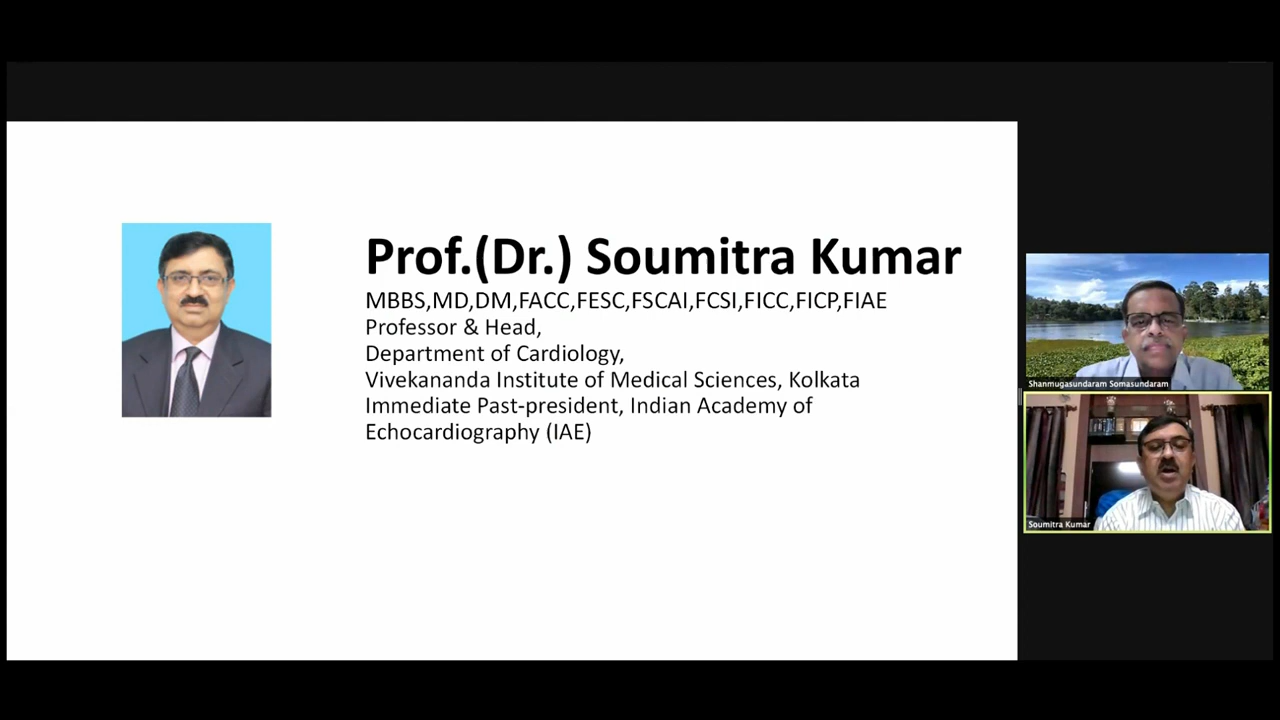 Prof.(Dr.) Soumitra Kumar
MBBS,MD,DM,FACC,FESC,FSCAI,FCSI,FICC,FICP,FIAE
Professor & Head,
Department of Cardiology,
Vivekananda Institute of Medical Sciences, Kolkata
Immediate Past-president, Indian Academy of
Echocardiography (IAE)
Shanmugasundaram Somasundaram
Soumitra Kumar